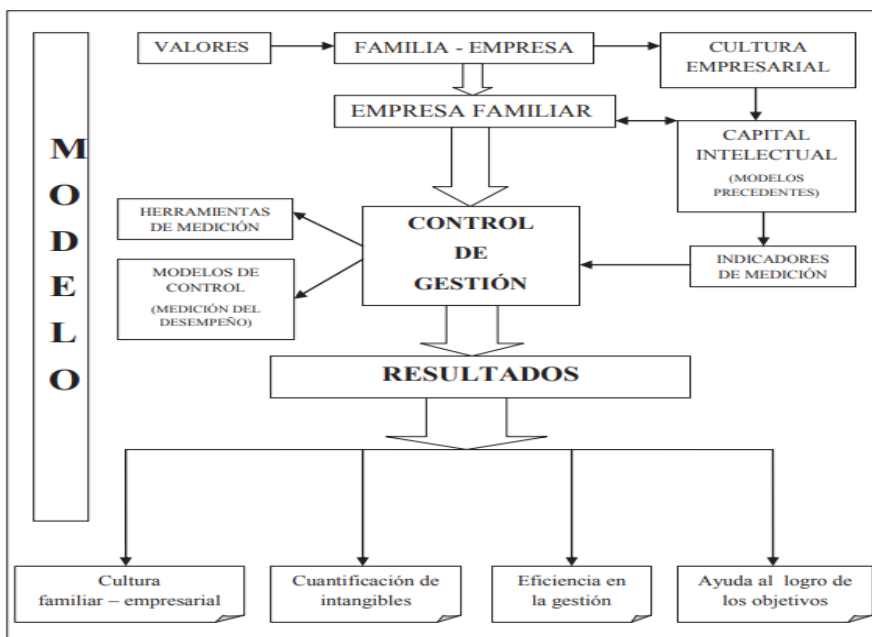 MODELO
VALORES
FAMILIA - EMPRESA
CULTURA
EMPRESARIAL
EMPRESA FAMILIAR
CAPITAL
INTELECTUAL
(MODELOS
PRECEDENTES)
HERRAMIENTAS
DE MEDICIÓN
CONTROL
DE
GESTIÓN
MODELOS DE
CONTROL
(MEDICIÓN DEL
DESEMPEÑO)
INDICADORES
DE MEDICIÓN
RESULTADOS
Cultura
familiar – empresarial
Cuantificación de
intangibles
Eficiencia en
la gestión
Ayuda al logro de
los objetivos